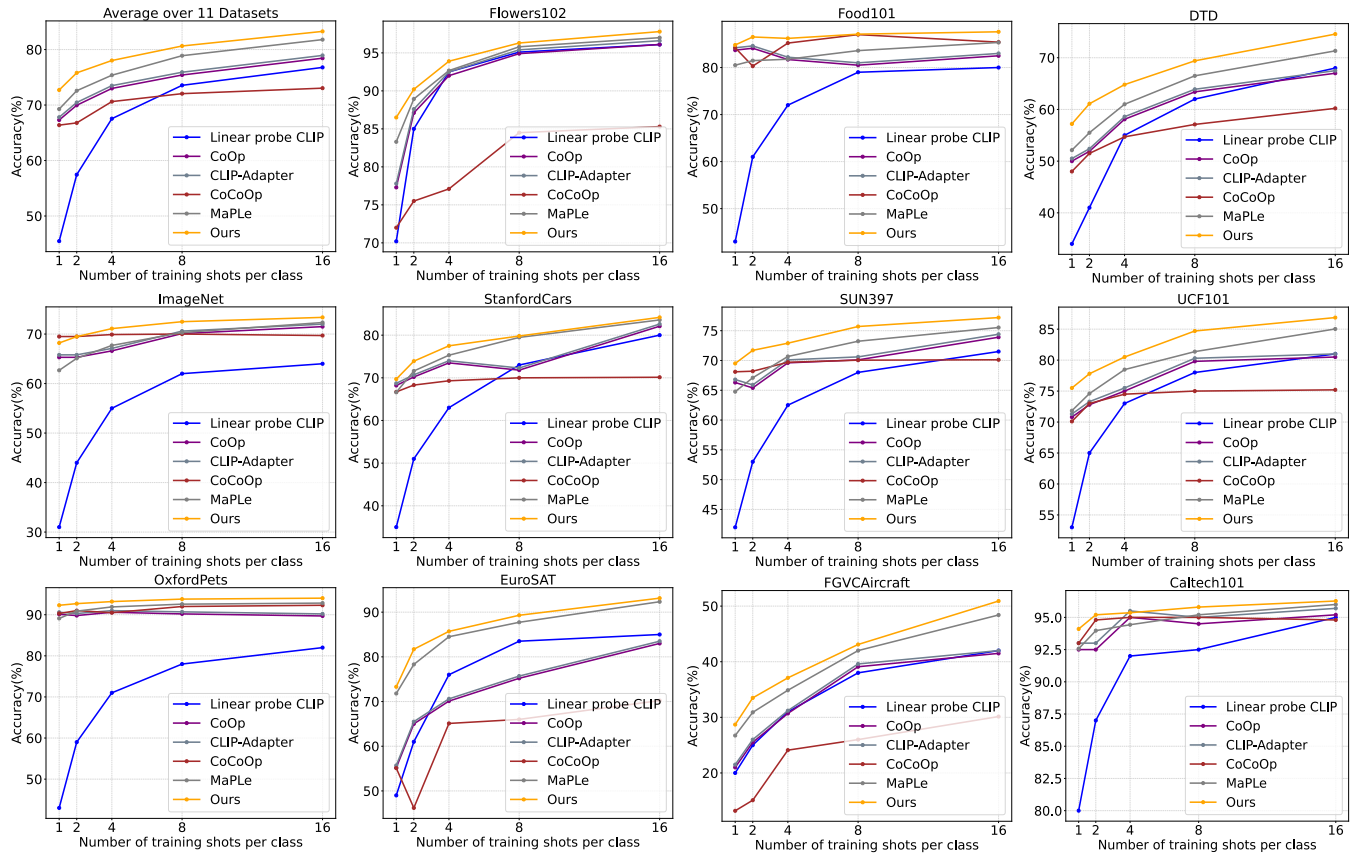 Average over 11 Datasets
Accuracy(%)
80
70
60
50
1 2 4 8 16
Number of training shots per class
Linear probe CLIP
CoOp
CLIP-Adapter
CoCoOp
MaPLe
Ours
Flowers102
Accuracy(%)
95
90
85
80
75
70
1 2 4 8 16
Number of training shots per class
Linear probe CLIP
CoOp
CLIP-Adapter
CoCoOp
MaPLe
Ours
Food101
Accuracy(%)
90
80
70
60
50
1 2 4 8 16
Number of training shots per class
Linear probe CLIP
CoOp
CLIP-Adapter
CoCoOp
MaPLe
Ours
DTD
Accuracy(%)
70
60
50
40
1 2 4 8 16
Number of training shots per class
Linear probe CLIP
CoOp
CLIP-Adapter
CoCoOp
MaPLe
Ours
ImageNet
Accuracy(%)
70
60
50
40
30
1 2 4 8 16
Number of training shots per class
Linear probe CLIP
CoOp
CLIP-Adapter
CoCoOp
MaPLe
Ours
StanfordCars
Accuracy(%)
80
70
60
50
40
1 2 4 8 16
Number of training shots per class
Linear probe CLIP
CoOp
CLIP-Adapter
CoCoOp
MaPLe
Ours
SUN397
Accuracy(%)
75
70
65
60
55
50
45
1 2 4 8 16
Number of training shots per class
Linear probe CLIP
CoOp
CLIP-Adapter
CoCoOp
MaPLe
Ours
UCF101
Accuracy(%)
85
80
75
70
65
60
55
1 2 4 8 16
Number of training shots per class
Linear probe CLIP
CoOp
CLIP-Adapter
CoCoOp
MaPLe
Ours
OxfordPets
Accuracy(%)
90
80
70
60
50
1 2 4 8 16
Number of training shots per class
Linear probe CLIP
CoOp
CLIP-Adapter
CoCoOp
MaPLe
Ours
EuroSAT
Accuracy(%)
90
80
70
60
50
1 2 4 8 16
Number of training shots per class
Linear probe CLIP
CoOp
CLIP-Adapter
CoCoOp
MaPLe
Ours
FGVCAircraft
Accuracy(%)
50
40
30
20
1 2 4 8 16
Number of training shots per class
Linear probe CLIP
CoOp
CLIP-Adapter
CoCoOp
MaPLe
Ours
Caltech101
Accuracy(%)
95.0
92.5
90.0
87.5
85.0
82.5
80.0
1 2 4 8 16
Number of training shots per class
Linear probe CLIP
CoOp
CLIP-Adapter
CoCoOp
MaPLe
Ours